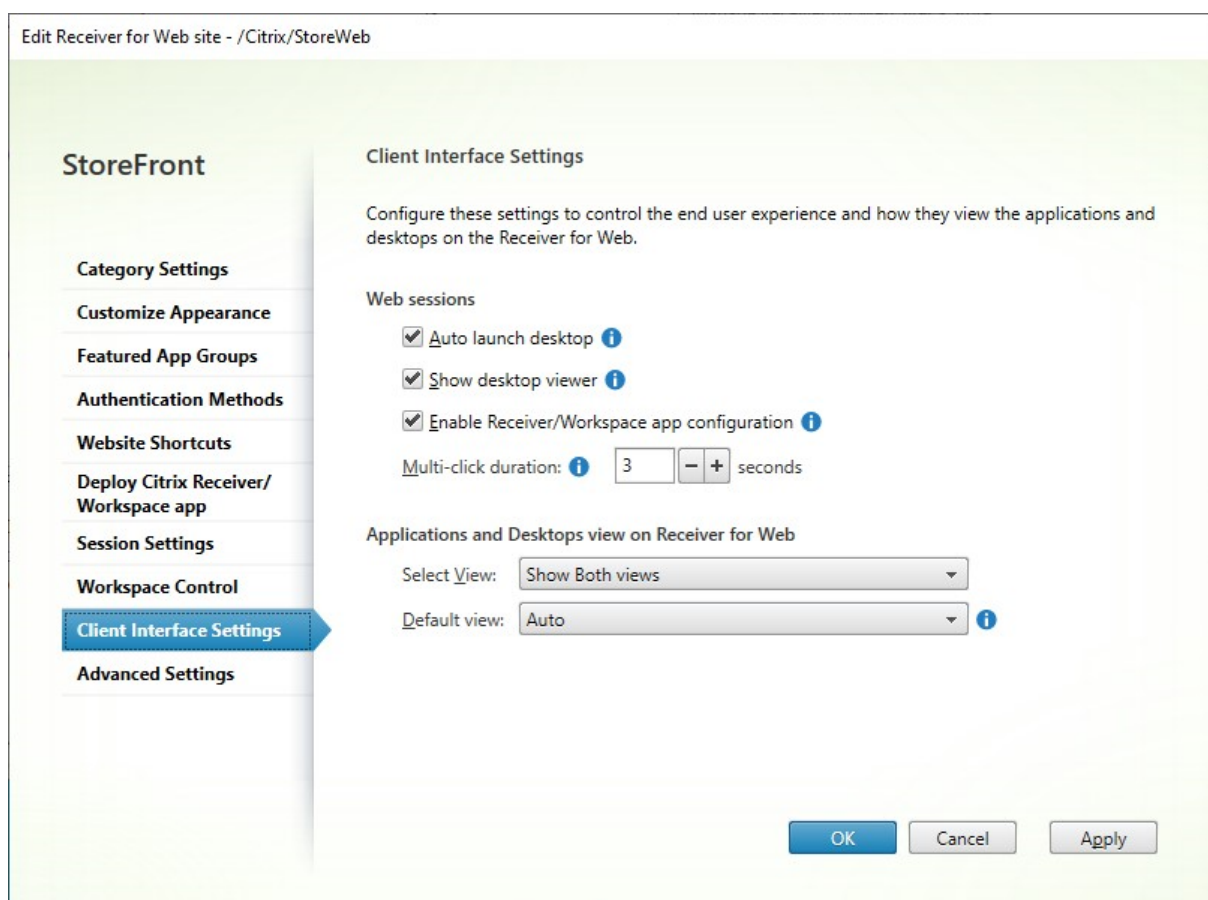 Edit Receiver for Web site - /Citrix/StoreWeb
StoreFront
Category Settings
Customize Appearance
Featured App Groups
Authentication Methods
Website Shortcuts
Deploy Citrix Receiver/
Workspace app
Session Settings
Workspace Control
Client Interface Settings
Advanced Settings
Client Interface Settings
Configure these settings to control the end user experience and how they view the applications and
desktops on the Receiver for Web.
Web sessions
Auto launch desktop
Show desktop viewer
Enable Receiver/Workspace app configuration
Multi-click duration: 3 − + seconds
Applications and Desktops view on Receiver for Web
Select View: Show Both views
Default view: Auto
OK Cancel Apply